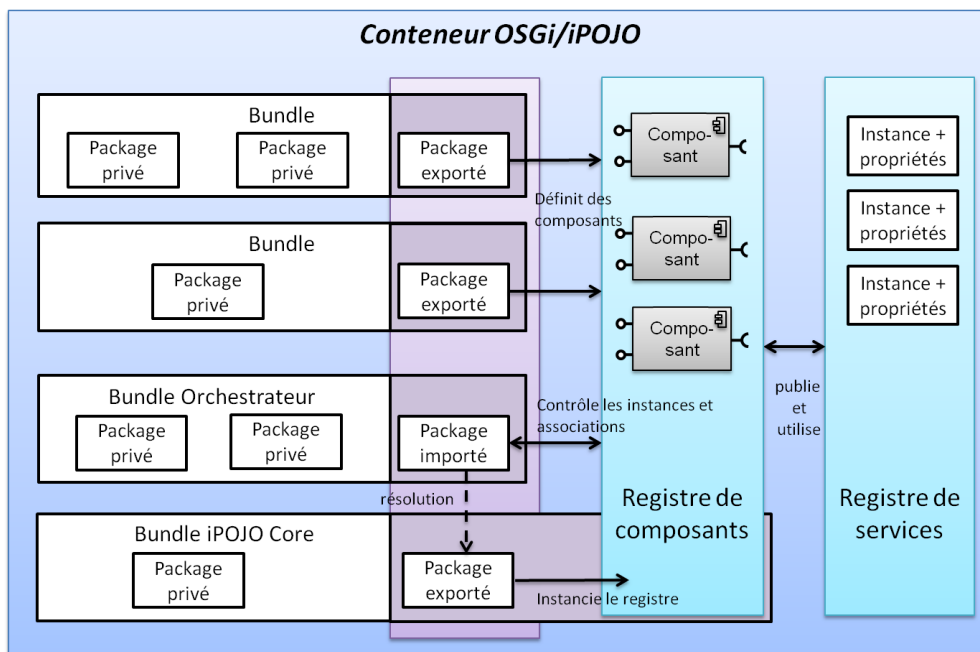 Conteneur OSGi/iPOJO
Bundle
Package
privé
Package
privé
Package
exporté
Définit des
composants
Bundle
Package
privé
Package
exporté
Bundle Orchestrateur
Package
privé
Package
privé
Package
importé
Contrôle les instances et
associations
résolution
Bundle iPOJO Core
Package
privé
Package
exporté
Instancie le registre
Compo-
sant
Compo-
sant
Compo-
sant
Registre de
composants
publie
et
utilise
Instance +
propriétés
Instance +
propriétés
Instance +
propriétés
Registre de
services